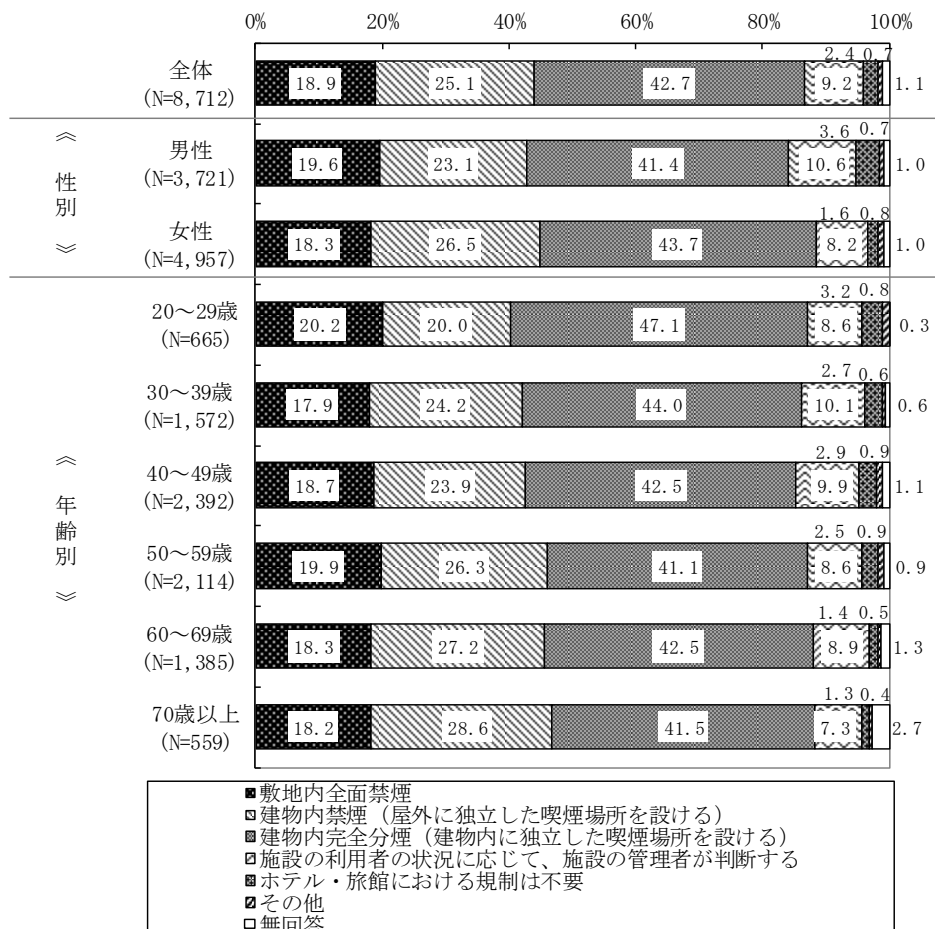 0% 20% 40% 60% 80% 100%
全体
(N=8,712)
18.9 25.1 42.7 9.2 2.4 0.7 1.1
《性別》
男性
(N=3,721)
19.6 23.1 41.4 10.6 3.6 0.7 1.0
女性
(N=4,957)
18.3 26.5 43.7 8.2 1.6 0.8 1.0
《年齢別》
20～29歳
(N=665)
20.2 20.0 47.1 8.6 3.2 0.8 0.3
30～39歳
(N=1,572)
17.9 24.2 44.0 10.1 2.7 0.6 0.6
40～49歳
(N=2,392)
18.7 23.9 42.5 9.9 2.9 0.9 1.1
50～59歳
(N=2,114)
19.9 26.3 41.1 8.6 2.5 0.9 0.9
60～69歳
(N=1,385)
18.3 27.2 42.5 8.9 1.4 0.5 1.3
70歳以上
(N=559)
18.2 28.6 41.5 7.3 1.3 0.4 2.7
敷地内全面禁煙
建物内禁煙（屋外に独立した喫煙場所を設ける）
建物内完全分煙（建物内に独立した喫煙場所を設ける）
施設の利用者の状況に応じて、施設の管理者が判断する
ホテル・旅館における規制は不要
その他
無回答